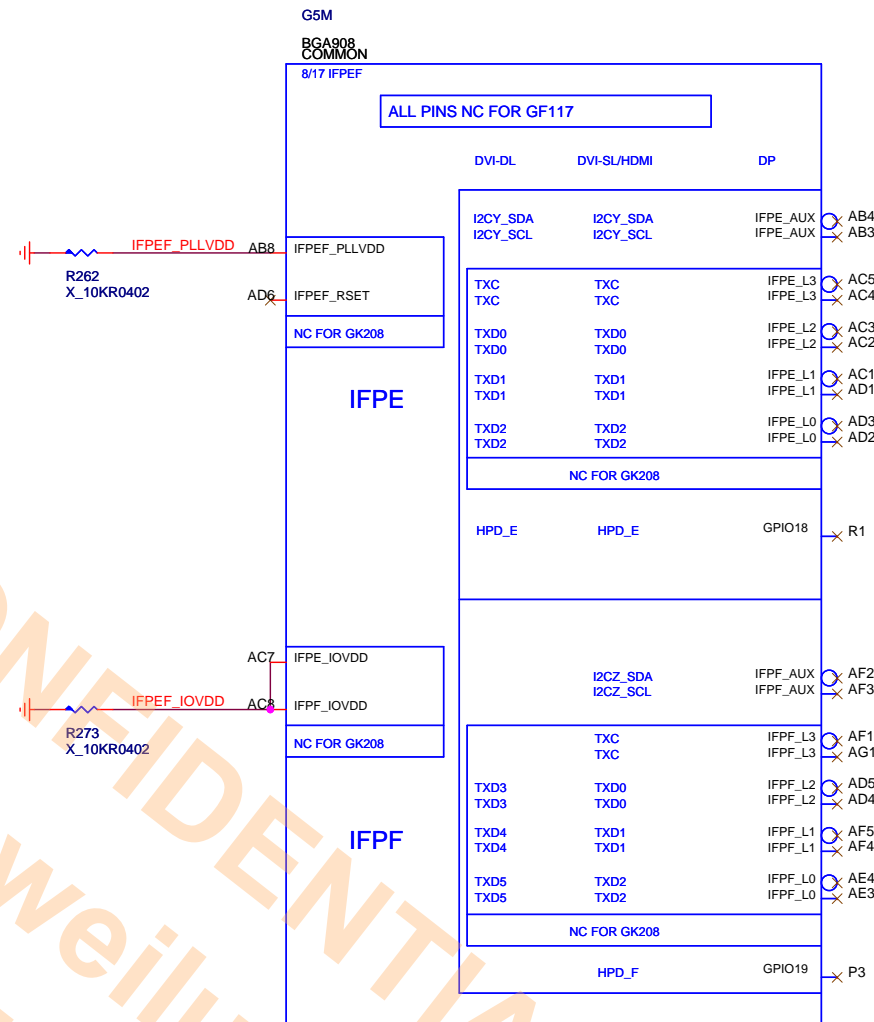 G5M
BGA908
COMMON
8/17 IFPEF
ALL PINS NC FOR GF117
DVI-DL DVI-SL/HDMI DP
I2CY_SDA I2CY_SDA IFPE_AUX AB4
I2CY_SCL I2CY_SCL IFPE_AUX AB3
IFPEF_PLLVDD AB8 IFPEF_PLLVDD
R262
X_10KR0402
AD6 IFPEF_RSET
NC FOR GK208
TXC TXC IFPE_L3 AC5
TXC TXC IFPE_L3 AC4
TXD0 TXD0 IFPE_L2 AC3
TXD0 TXD0 IFPE_L2 AC2
TXD1 TXD1 IFPE_L1 AC1
TXD1 TXD1 IFPE_L1 AD1
TXD2 TXD2 IFPE_L0 AD3
TXD2 TXD2 IFPE_L0 AD2
IFPE
NC FOR GK208
HPD_E HPD_E GPIO18 R1
AC7 IFPE_IOVDD
IFPEF_IOVDD AC8 IFPF_IOVDD
R273
X_10KR0402
NC FOR GK208
I2CZ_SDA IFPF_AUX AF2
I2CZ_SCL IFPF_AUX AF3
TXC IFPF_L3 AF1
TXC IFPF_L3 AG1
TXD3 TXD0 IFPF_L2 AD5
TXD3 TXD0 IFPF_L2 AD4
TXD4 TXD1 IFPF_L1 AF5
TXD4 TXD1 IFPF_L1 AF4
TXD5 TXD2 IFPF_L0 AE4
TXD5 TXD2 IFPF_L0 AE3
IFPF
NC FOR GK208
HPD_F GPIO19 P3